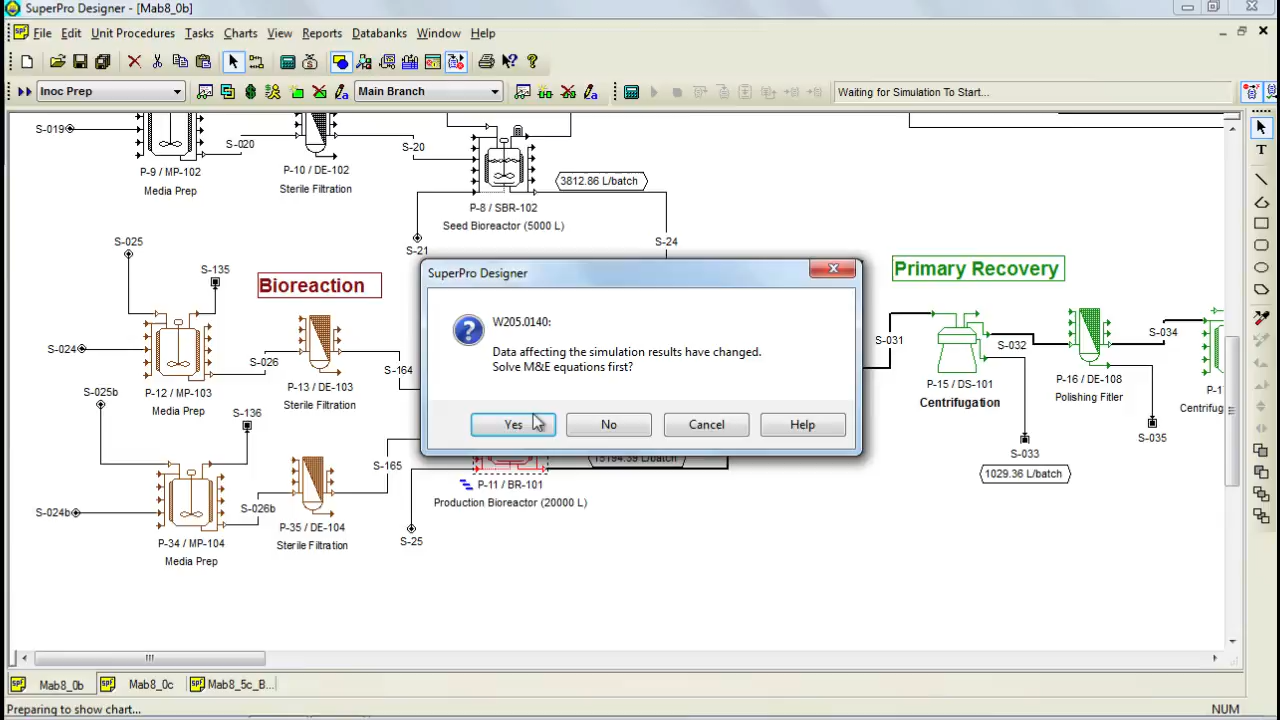 SuperPro Designer - [Mab8_0b]
File Edit Unit Procedures Tasks Charts View Reports Databanks Window Help
Inoc Prep
Main Branch
Waiting for Simulation To Start...
S-019
S-020
P-9 / MP-102
Media Prep
P-10 / DE-102
Sterile Filtration
S-20
3812.86 L/batch
P-8 / SBR-102
Seed Bioreactor (5000 L)
S-21
S-24
S-025
S-135
Bioreaction
S-024
S-026
P-12 / MP-103
Media Prep
P-13 / DE-103
Sterile Filtration
S-164
S-025b
S-136
S-024b
S-026b
P-34 / MP-104
Media Prep
P-35 / DE-104
Sterile Filtration
S-165
15194.39 L/batch
P-11 / BR-101
Production Bioreactor (20000 L)
S-25
SuperPro Designer
W205.0140:
Data affecting the simulation results have changed.
Solve M&E equations first?
Yes
No
Cancel
Help
Primary Recovery
S-031
S-032
P-15 / DS-101
Centrifugation
S-034
P-16 / DE-108
Polishing Filter
Centrifug
S-033
1029.36 L/batch
S-035
Mab8_0b
Mab8_0c
Mab8_5c_B...
Preparing to show chart...
NUM